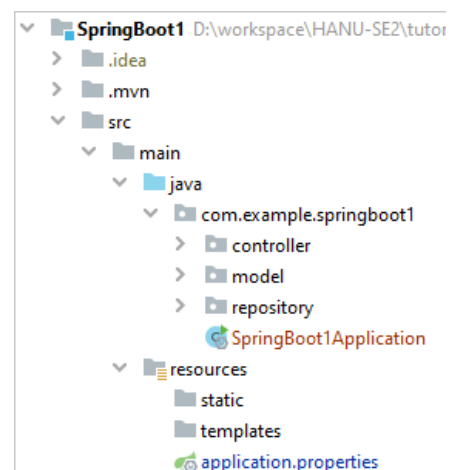 SpringBoot1 D:\workspace\HANU-SE2\tutor
.idea
.mvn
src
main
java
com.example.springboot1
controller
model
repository
SpringBoot1Application
resources
static
templates
application.properties